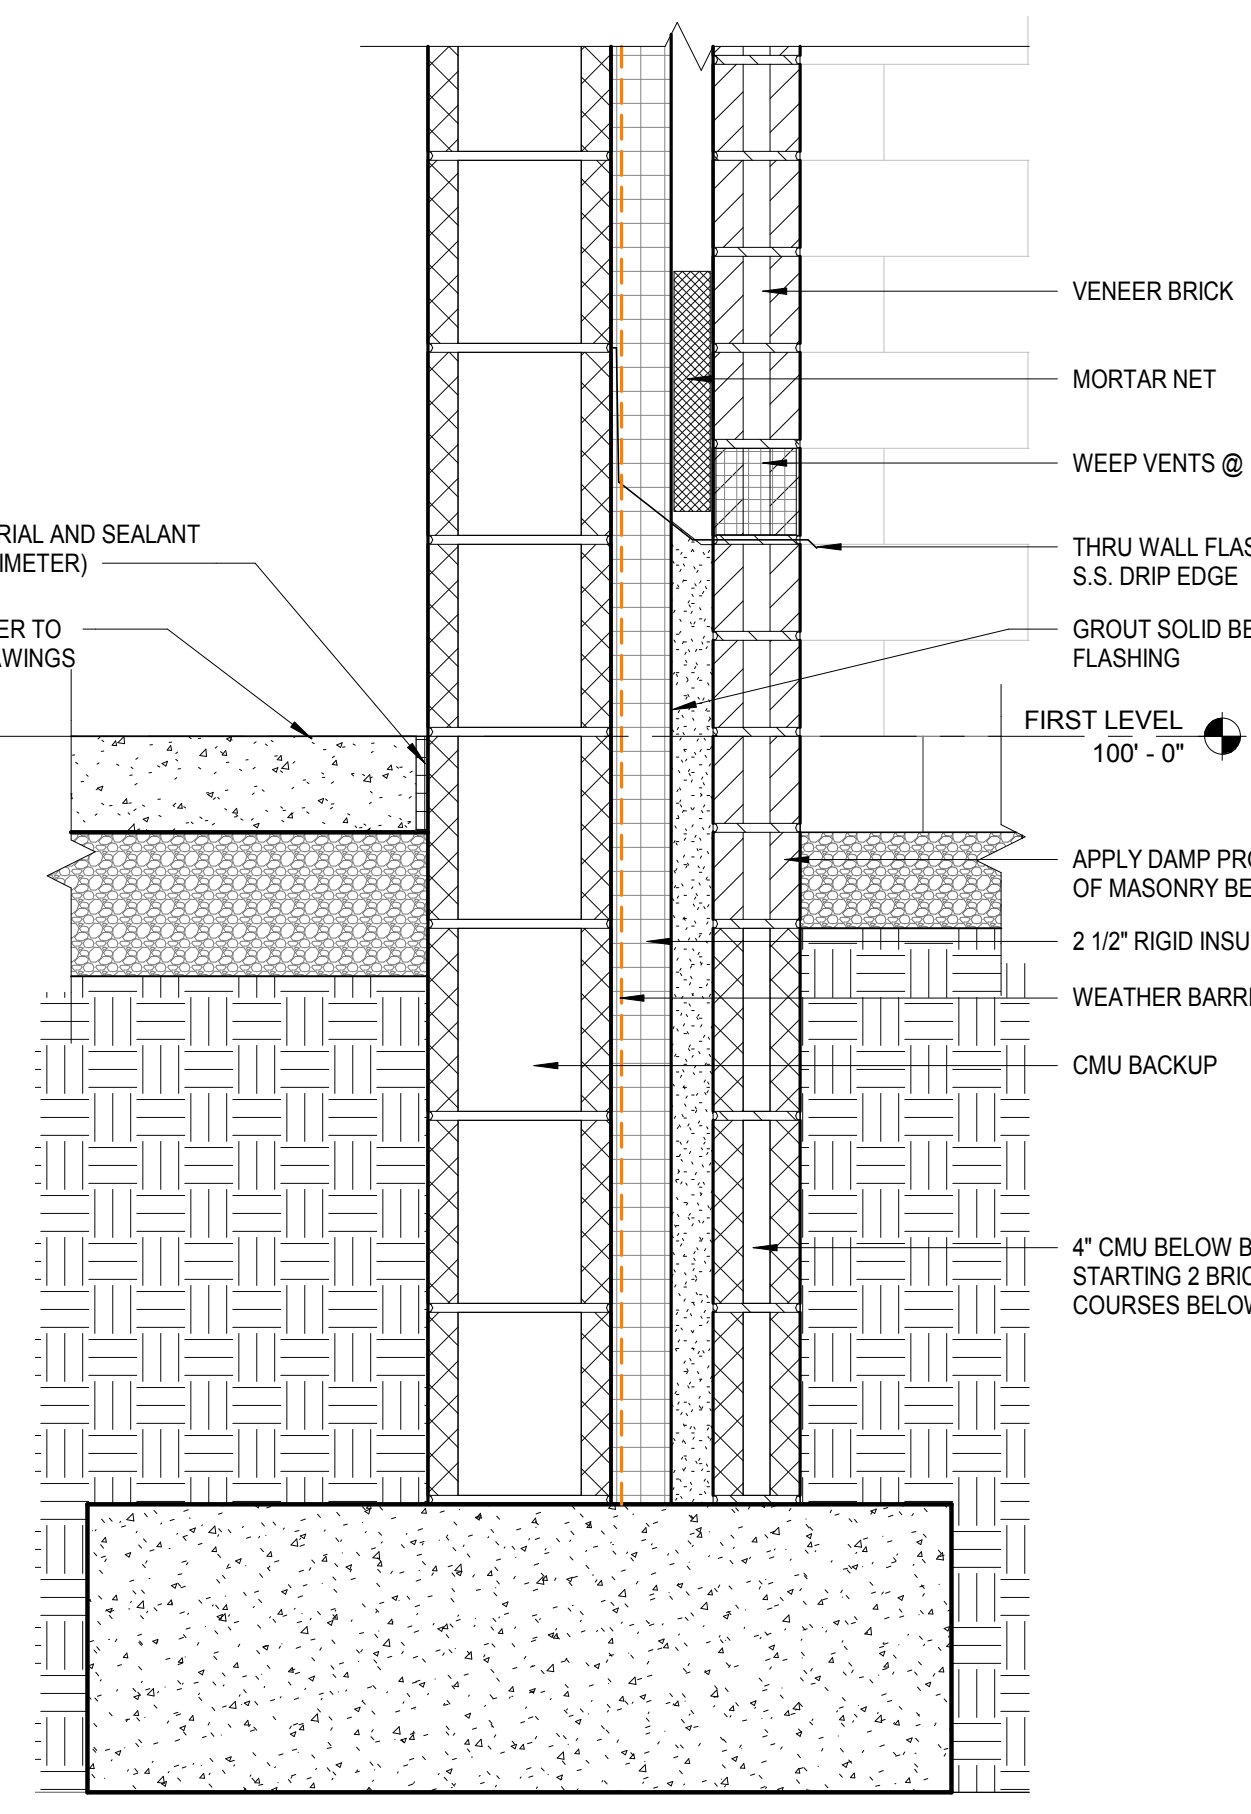 VENEER BRICK
MORTAR NET
WEEP VENTS @
RIAL AND SEALANT
IMETER)
THRU WALL FLAS
S.S. DRIP EDGE
ER TO
AWINGS
GROUT SOLID BE
FLASHING
FIRST LEVEL
100' - 0"
APPLY DAMP PRO
OF MASONRY BE
2 1/2" RIGID INSU
WEATHER BARRI
CMU BACKUP
4" CMU BELOW B
STARTING 2 BRIC
COURSES BELOW